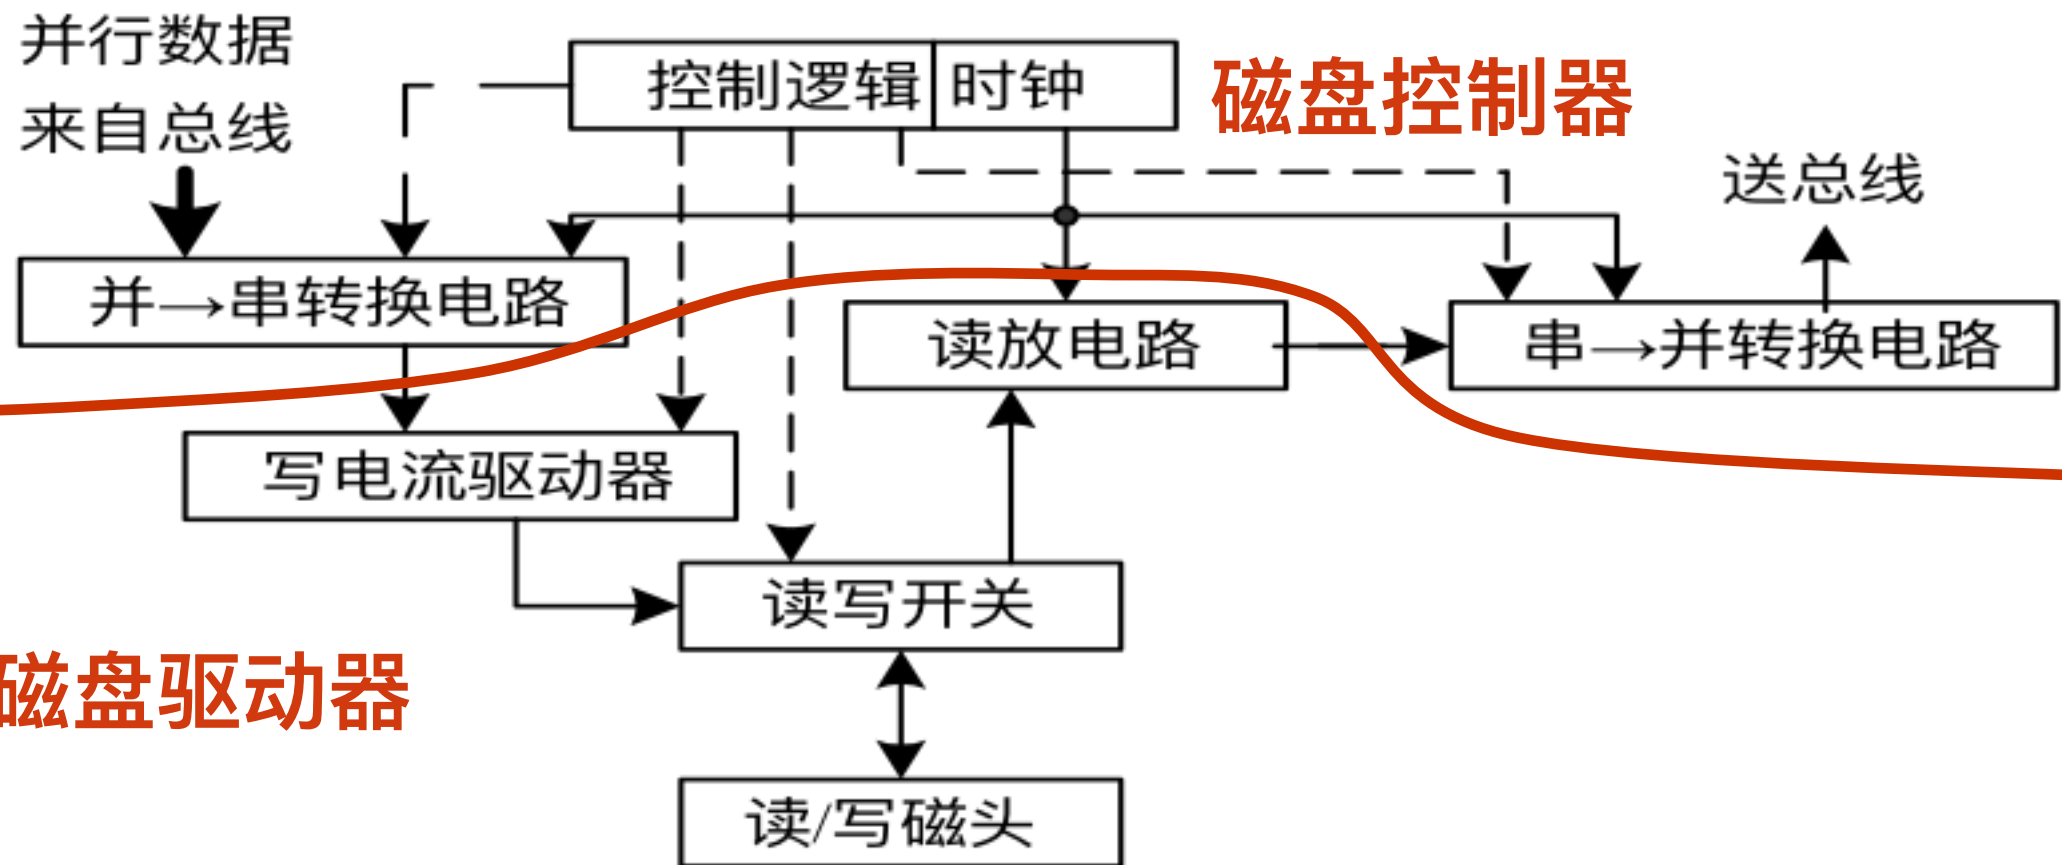 并行数据
来自总线
控制逻辑
时钟
磁盘控制器
送总线
并→串转换电路
读放电路
串→并转换电路
写电流驱动器
读写开关
磁盘驱动器
读/写磁头